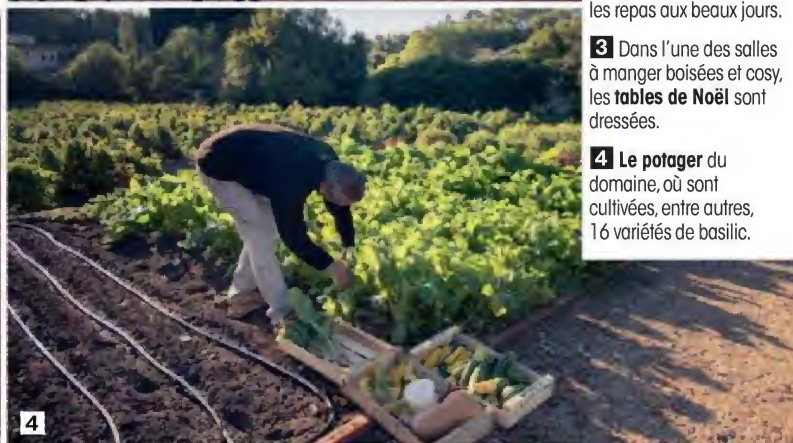 les repas aux beaux jours.
3 Dans l'une des salles
à manger boisées et cosy,
les tables de Noël sont
dressées.
4 Le potager du
domaine, où sont
cultivées, entre autres,
16 variétés de basilic.
4